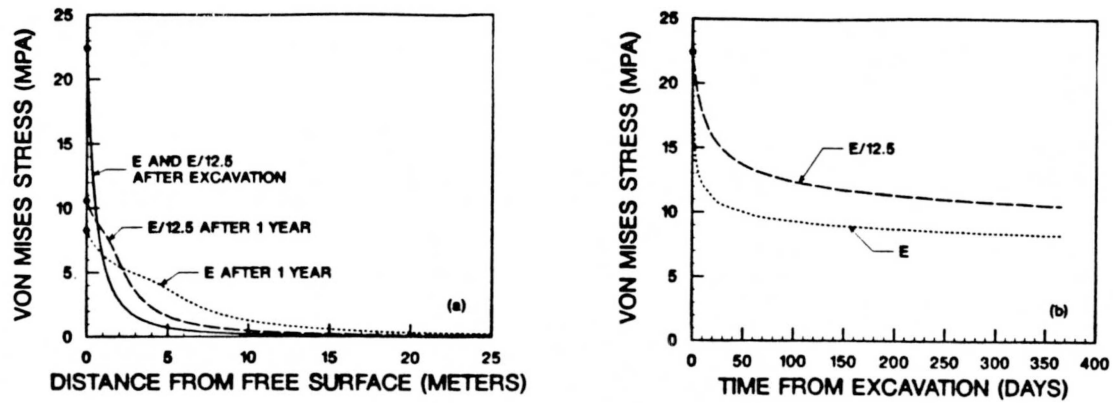 VON MISES STRESS (MPA)
25
20
15
10
5
0
E AND E/12.5
AFTER EXCAVATION
E/12.5 AFTER 1 YEAR
E AFTER 1 YEAR
(a)
0 5 10 15 20 25
DISTANCE FROM FREE SURFACE (METERS)
VON MISES STRESS (MPA)
25
20
15
10
5
0
E/12.5
E
(b)
0 50 100 150 200 250 300 350 400
TIME FROM EXCAVATION (DAYS)